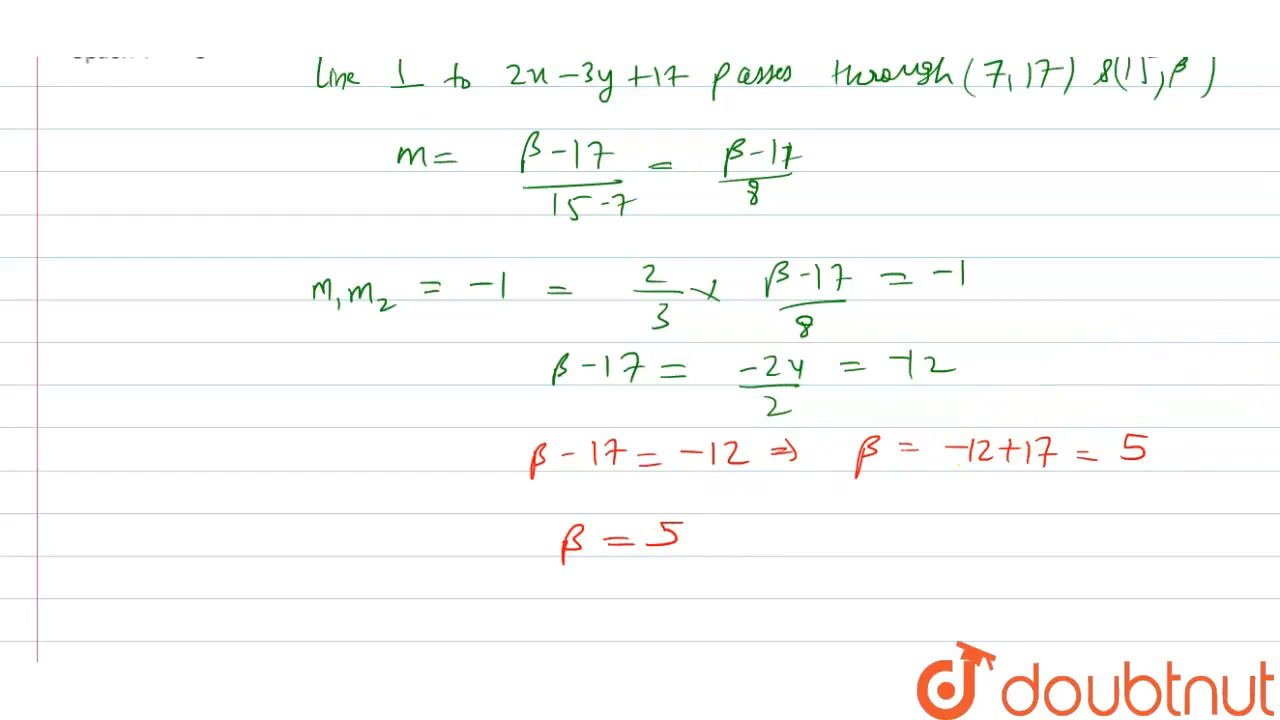 Line ⊥ to 2x - 3y + 17 passes through (7, 17) & (15, β)
m = β - 17 / 15 - 7 = β - 17 / 8
m₁m₂ = -1 = 2/3 × β - 17 / 8 = -1
β - 17 = -24 / 2 = -12
β - 17 = -12 ⇒ β = -12 + 17 = 5
β = 5
doubtnut